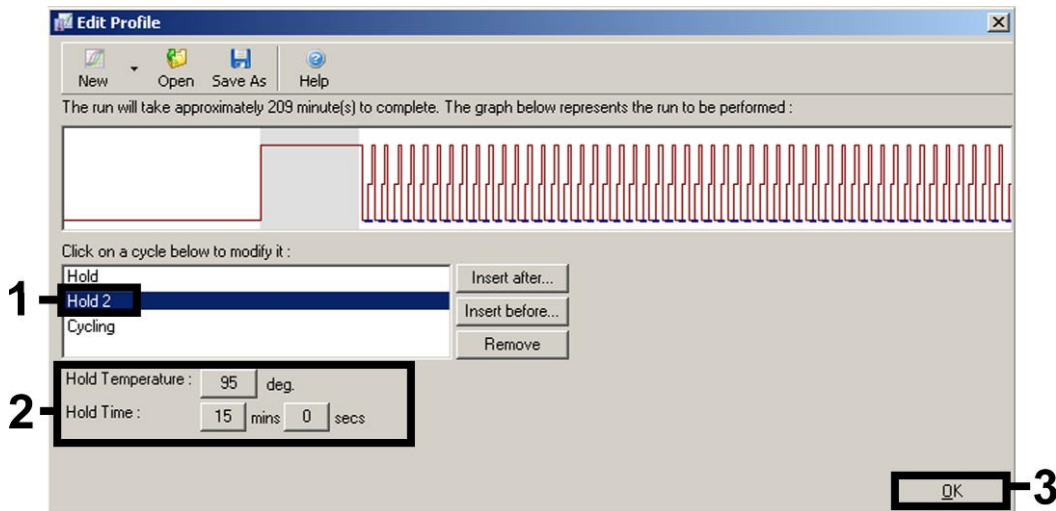 Edit Profile
New Open Save As Help
The run will take approximately 209 minute(s) to complete. The graph below represents the run to be performed :
Click on a cycle below to modify it :
Hold
Insert after...
1 Hold 2
Insert before...
Cycling
Remove
Hold Temperature : 95 deg.
2
Hold Time : 15 mins 0 secs
OK 3